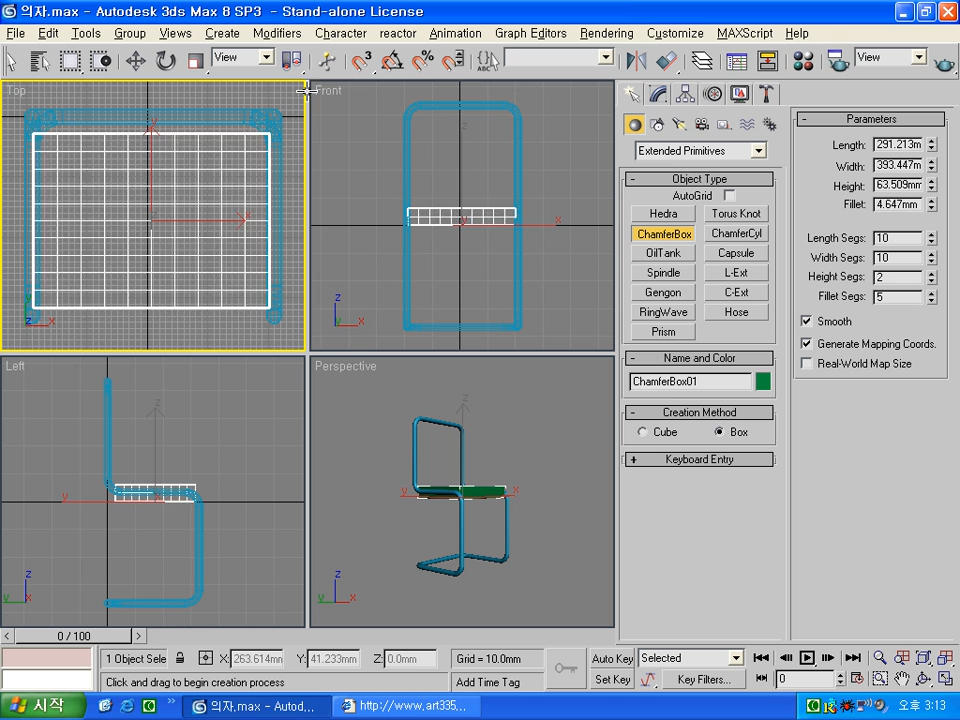 의자.max - Autodesk 3ds Max 8 SP3 - Stand-alone License
File Edit Tools Group Views Create Modifiers Character reactor Animation Graph Editors Rendering Customize MAXScript Help
View 3 % ABC View
Top
Front
Left
Perspective
y
x
z
x
z
x
y
x
z
y
x
z
y
z
x
y
z
x
y
z
x
y
Extended Primitives
- Object Type
AutoGrid
Hedra Torus Knot
ChamferBox ChamferCyl
OilTank Capsule
Spindle L-Ext
Gengon C-Ext
RingWave Hose
Prism
- Name and Color
ChamferBox01
- Creation Method
Cube Box
+ Keyboard Entry
- Parameters
Length: 291.213m
Width: 393.447m
Height: 63.509mm
Fillet: 4.647mm
Length Segs: 10
Width Segs: 10
Height Segs: 2
Fillet Segs: 5
Smooth
Generate Mapping Coords.
Real-World Map Size
< 0 / 100 >
1 Object Sele X: 263.614mm Y: 41.233mm Z: 0.0mm Grid = 10.0mm Auto Key Selected
Click and drag to begin creation process Add Time Tag Set Key Key Filters... 0
시작 » 의자.max - Autod... http://www.art335... 오후 3:13